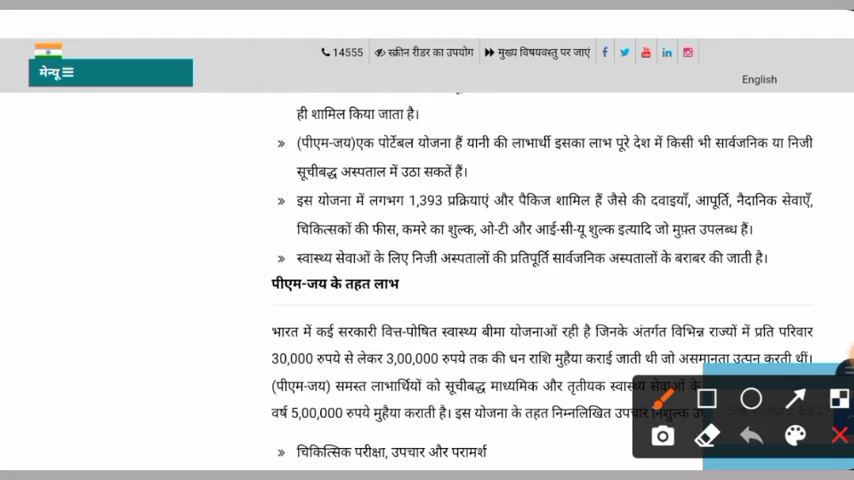 14555 स्क्रीन रीडर का उपयोग मुख्य विषयवस्तु पर जाएं
मेन्यू
English
ही शामिल किया जाता है।
(पीएम-जय)एक पोर्टेबल योजना हैं यानी की लाभार्थी इसका लाभ पूरे देश में किसी भी सार्वजनिक या निजी
सूचीबद्ध अस्पताल में उठा सकतें हैं।
इस योजना में लगभग 1,393 प्रक्रियाएं और पैकिज शामिल हैं जैसे की दवाइयाँ, आपूर्ति, नैदानिक सेवाएँ,
चिकित्सकों की फीस, कमरे का शुल्क, ओ-टी और आई-सी-यू शुल्क इत्यादि जो मुफ़्त उपलब्ध हैं।
स्वास्थ्य सेवाओं के लिए निजी अस्पतालों की प्रतिपूर्ति सार्वजनिक अस्पतालों के बराबर की जाती है।
पीएम-जय के तहत लाभ
भारत में कई सरकारी वित्त-पोषित स्वास्थ्य बीमा योजनाओं रही है जिनके अंतर्गत विभिन्न राज्यों में प्रति परिवार
30,000 रुपये से लेकर 3,00,000 रुपये तक की धन राशि मुहैया कराई जाती थी जो असमानता उत्पन करती थीं।
(पीएम-जय) समस्त लाभार्थियों को सूचीबद्ध माध्यमिक और तृतीयक स्वास्थ्य सेवाओं के
वर्ष 5,00,000 रुपये मुहैया कराती है। इस योजना के तहत निम्नलिखित उपचार निशुल्क
चिकित्सिक परीक्षा, उपचार और परामर्श